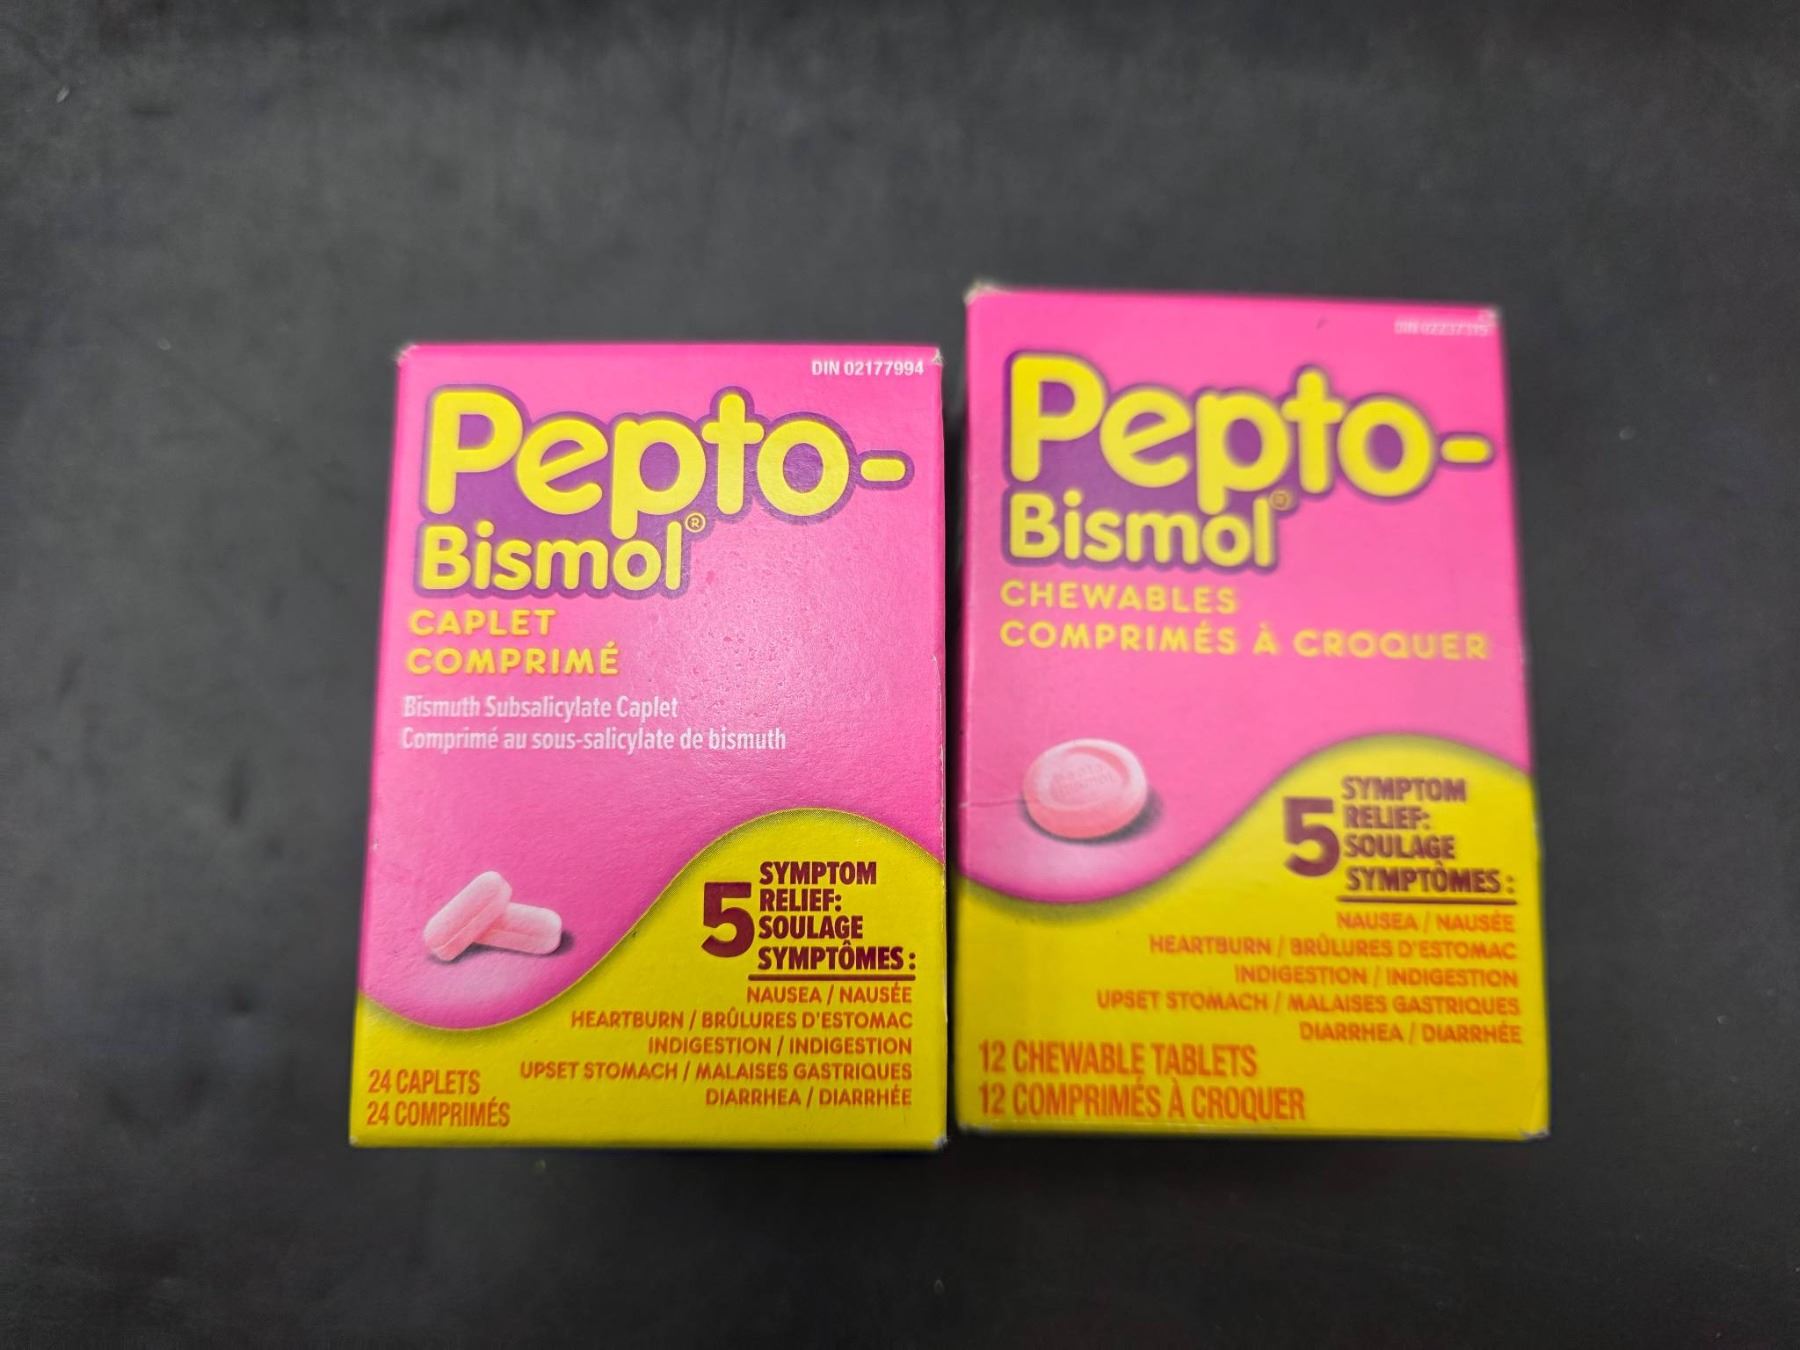 DIN 02177994
Pepto-
Bismol®
CAPLET
COMPRIMÉ
Bismuth Subsalicylate Caplet
Comprimé au sous-salicylate de bismuth
5 SYMPTOM
RELIEF:
SOULAGE
SYMPTÔMES :
NAUSEA / NAUSÉE
HEARTBURN / BRÛLURES D'ESTOMAC
INDIGESTION / INDIGESTION
UPSET STOMACH / MALAISES GASTRIQUES
DIARRHEA / DIARRHÉE
24 CAPLETS
24 COMPRIMÉS
DIN
Pepto-
Bismol®
CHEWABLES
COMPRIMÉS À CROQUER
5 SYMPTOM
RELIEF:
SOULAGE
SYMPTÔMES :
NAUSEA / NAUSÉE
HEARTBURN / BRÛLURES D'ESTOMAC
INDIGESTION / INDIGESTION
UPSET STOMACH / MALAISES GASTRIQUES
DIARRHEA / DIARRHÉE
12 CHEWABLE TABLETS
12 COMPRIMÉS À CROQUER